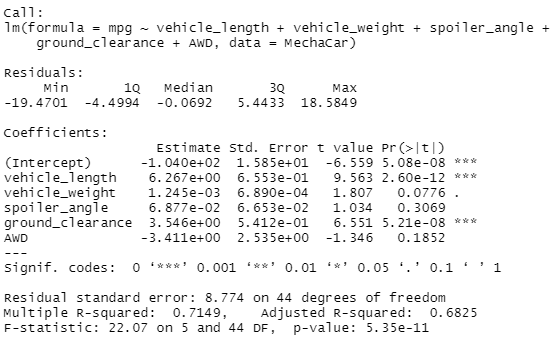 Call:
lm(formula = mpg ~ vehicle_length + vehicle_weight + spoiler_angle +
    ground_clearance + AWD, data = MechaCar)

Residuals:
     Min       1Q   Median       3Q      Max
-19.4701  -4.4994  -0.0692   5.4433  18.5849

Coefficients:
                   Estimate Std. Error t value Pr(>|t|)
(Intercept)      -1.040e+02  1.585e+01  -6.559 5.08e-08 ***
vehicle_length    6.267e+00  6.553e-01   9.563 2.60e-12 ***
vehicle_weight    1.245e-03  6.890e-04   1.807   0.0776 .
spoiler_angle     6.877e-02  6.653e-02   1.034   0.3069
ground_clearance  3.546e+00  5.412e-01   6.551 5.21e-08 ***
AWD              -3.411e+00  2.535e+00  -1.346   0.1852
---
Signif. codes:  0 ‘***’ 0.001 ‘**’ 0.01 ‘*’ 0.05 ‘.’ 0.1 ‘ ’ 1

Residual standard error: 8.774 on 44 degrees of freedom
Multiple R-squared:  0.7149,    Adjusted R-squared:  0.6825
F-statistic: 22.07 on 5 and 44 DF,  p-value: 5.35e-11